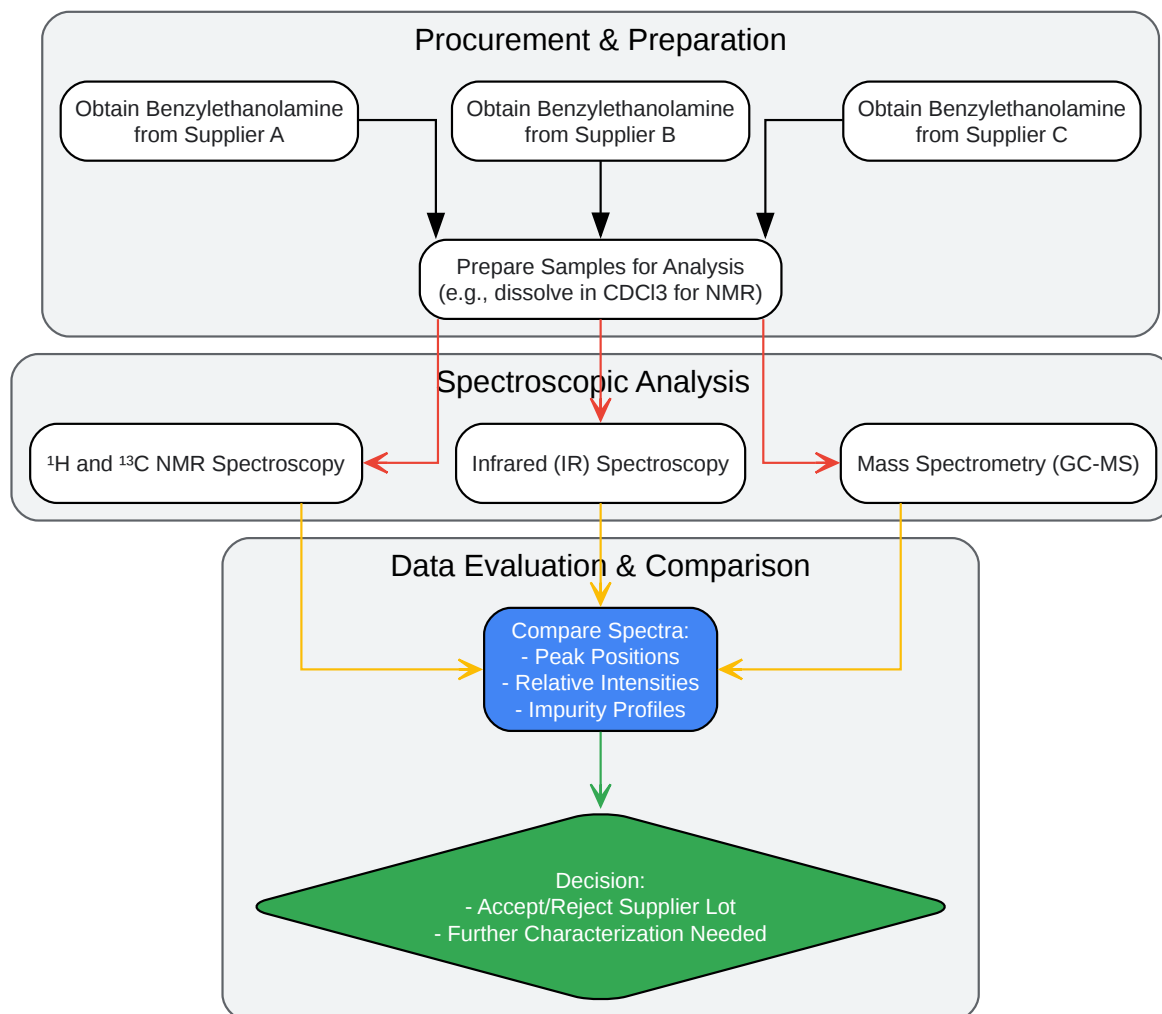 Procurement & Preparation
Obtain Benzylethanolamine
from Supplier A
Obtain Benzylethanolamine
from Supplier B
Obtain Benzylethanolamine
from Supplier C
Prepare Samples for Analysis
(e.g., dissolve in CDCl3 for NMR)
Spectroscopic Analysis
¹H and ¹³C NMR Spectroscopy
Infrared (IR) Spectroscopy
Mass Spectrometry (GC-MS)
Data Evaluation & Comparison
Compare Spectra:
- Peak Positions
- Relative Intensities
- Impurity Profiles
Decision:
- Accept/Reject Supplier Lot
- Further Characterization Needed